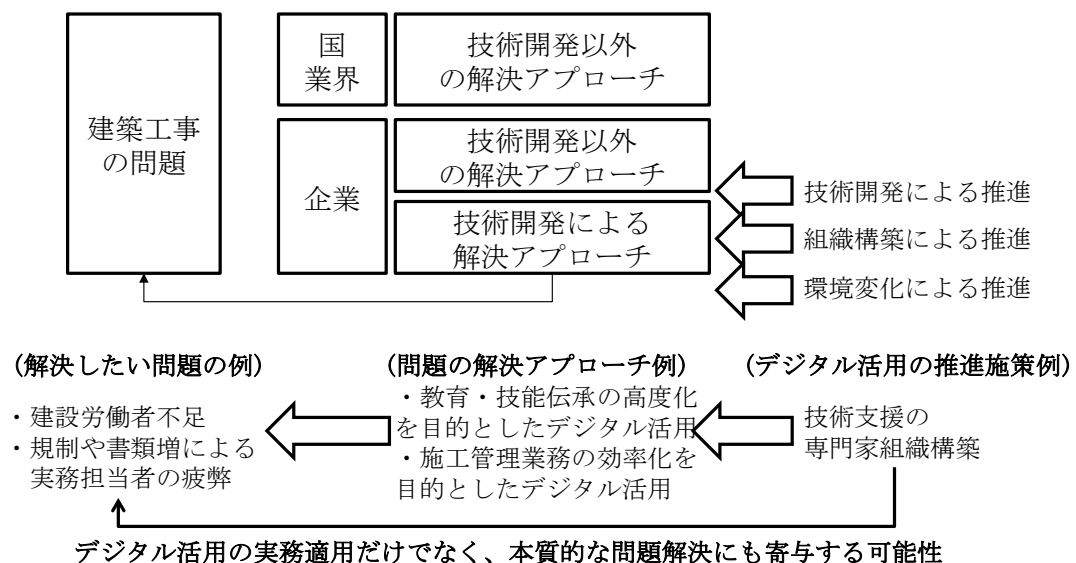 建築工事
の問題
国
業界
技術開発以外
の解決アプローチ
企業
技術開発以外
の解決アプローチ
技術開発による
解決アプローチ
技術開発による推進
組織構築による推進
環境変化による推進
(解決したい問題の例)
・建設労働者不足
・規制や書類増による
実務担当者の疲弊
(問題の解決アプローチ例)
・教育・技能伝承の高度化
を目的としたデジタル活用
・施工管理業務の効率化を
目的としたデジタル活用
(デジタル活用の推進施策例)
技術支援の
専門家組織構築
デジタル活用の実務適用だけでなく、本質的な問題解決にも寄与する可能性